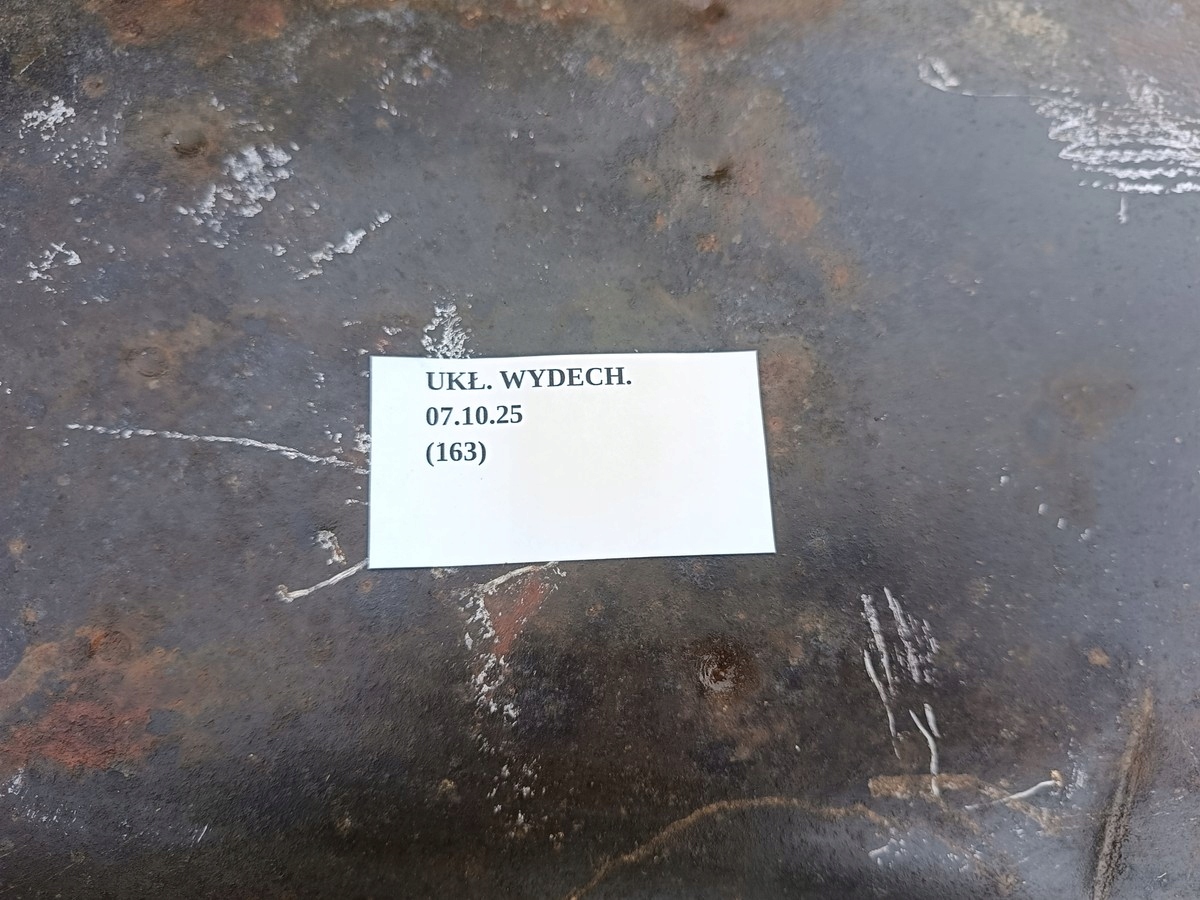 UKŁ. WYDECH.
07.10.25
(163)